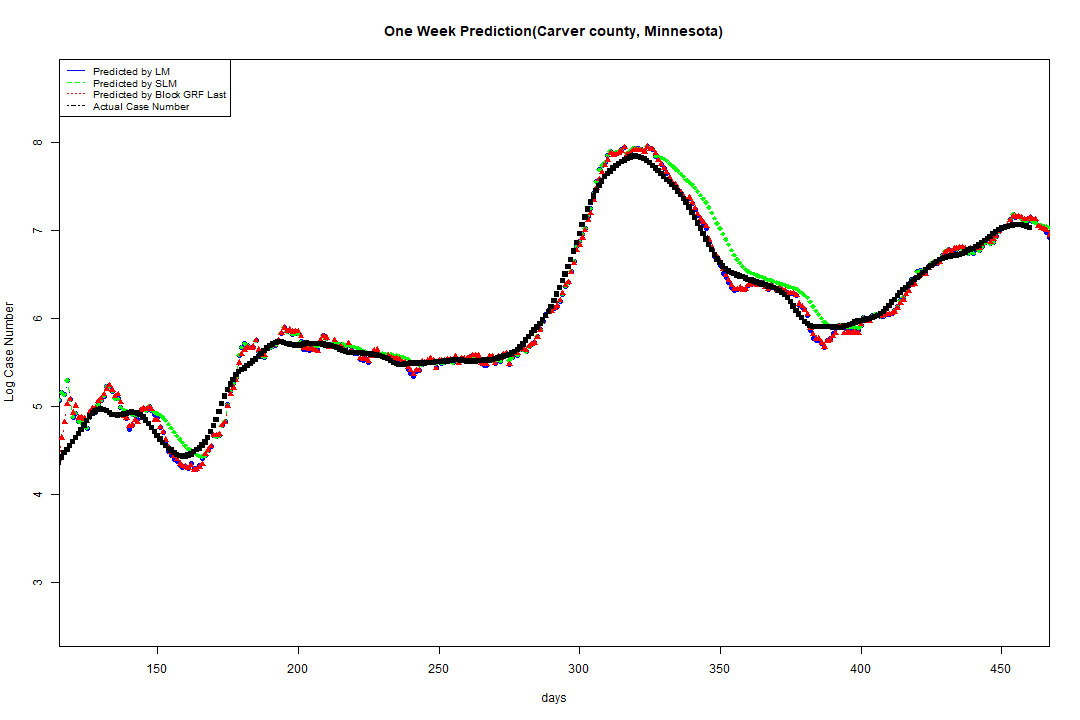 One Week Prediction(Carver county, Minnesota)
Predicted by LM
Predicted by SLM
Predicted by Block GRF Last
Actual Case Number
8
7
6
5
4
3
Log Case Number
150 200 250 300 350 400 450
days